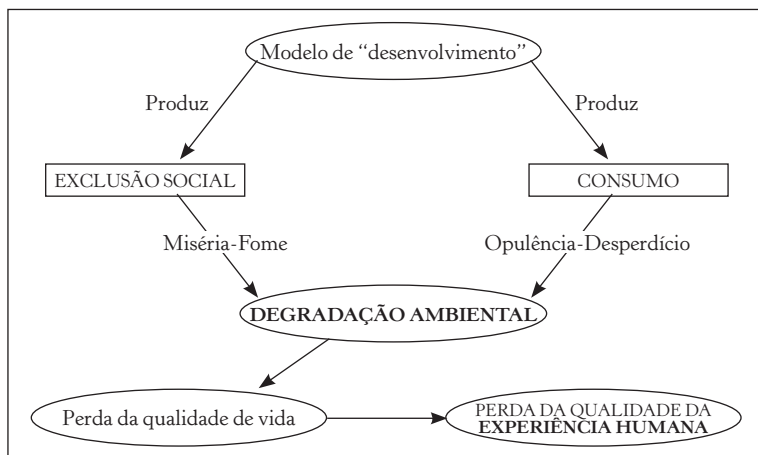 Modelo de “desenvolvimento”
Produz
Produz
EXCLUSÃO SOCIAL
CONSUMO
Miséria-Fome
Opulência-Desperdício
DEGRADAÇÃO AMBIENTAL
Perda da qualidade de vida
PERDA DA QUALIDADE DA
EXPERIÊNCIA HUMANA